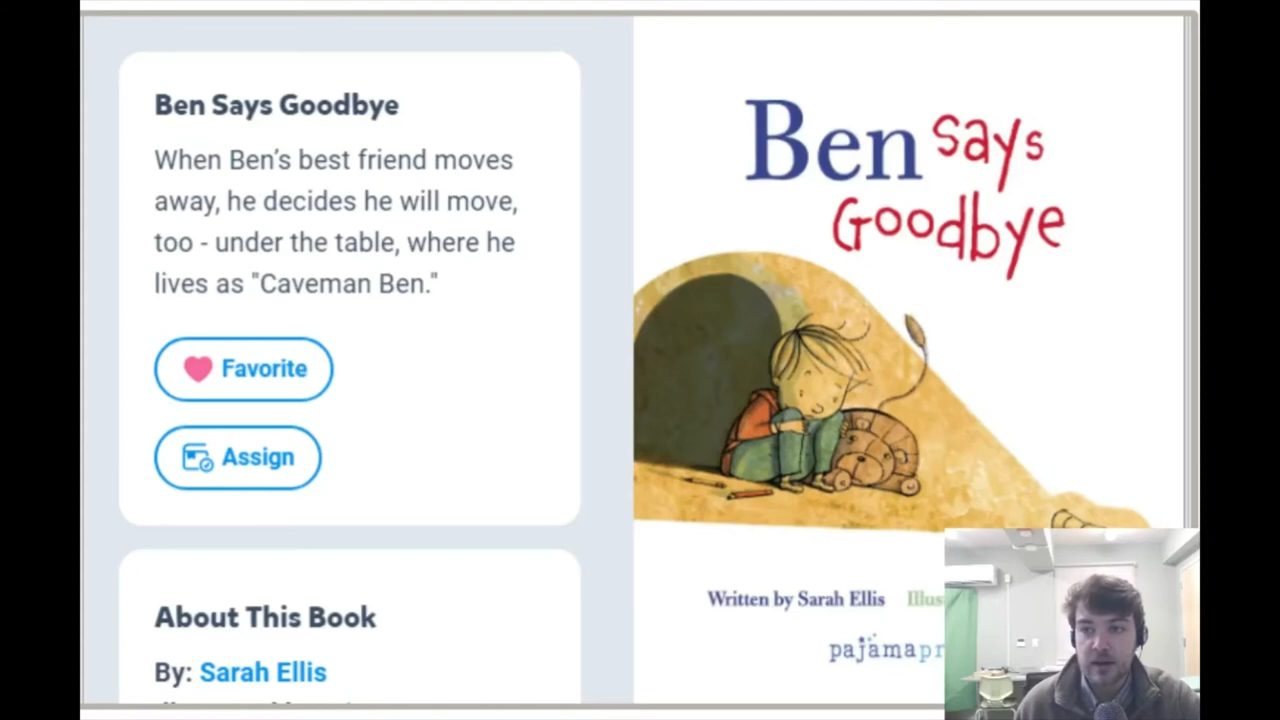 Ben Says Goodbye
When Ben’s best friend moves
away, he decides he will move,
too - under the table, where he
lives as "Caveman Ben."
Favorite
Assign
About This Book
By: Sarah Ellis
Ben says
Goodbye
Written by Sarah Ellis
pajama